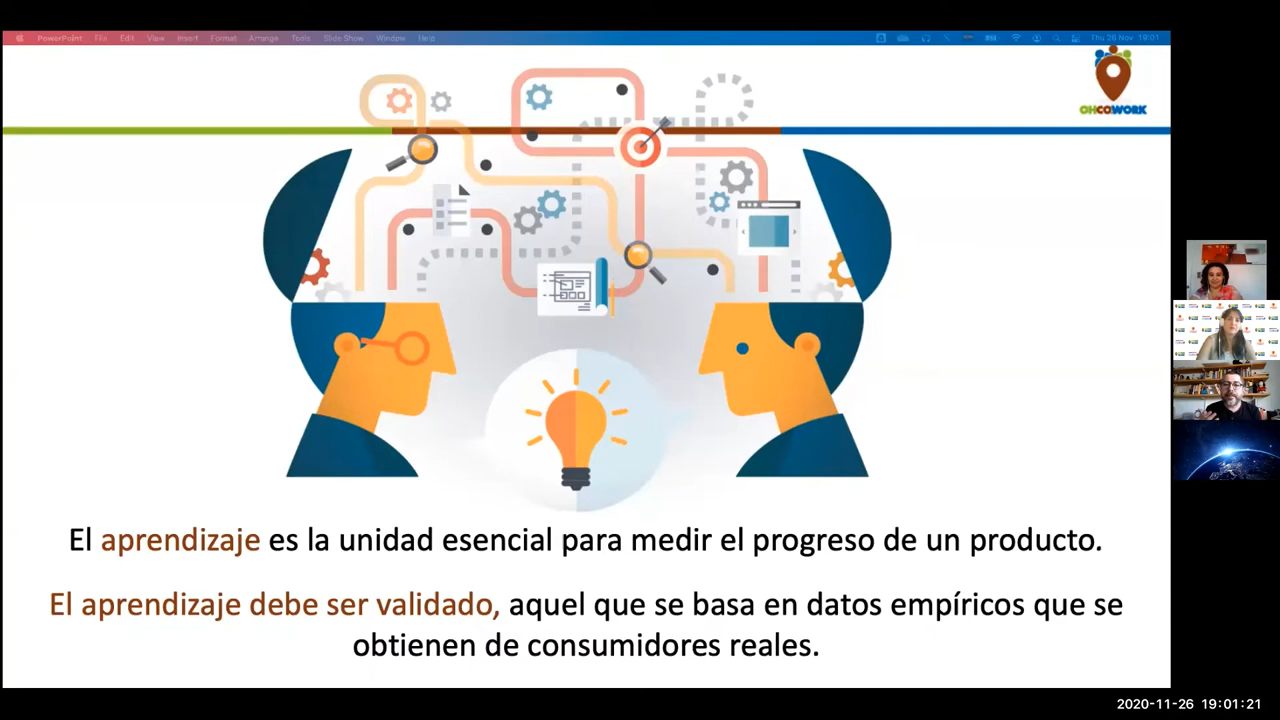 PowerPoint File Edit View Insert Format Arrange Tools Slide Show Window Help Thu 26 Nov 19:01
OHCOWORK
El aprendizaje es la unidad esencial para medir el progreso de un producto.
El aprendizaje debe ser validado, aquel que se basa en datos empíricos que se
obtienen de consumidores reales.
2020-11-26 19:01:21